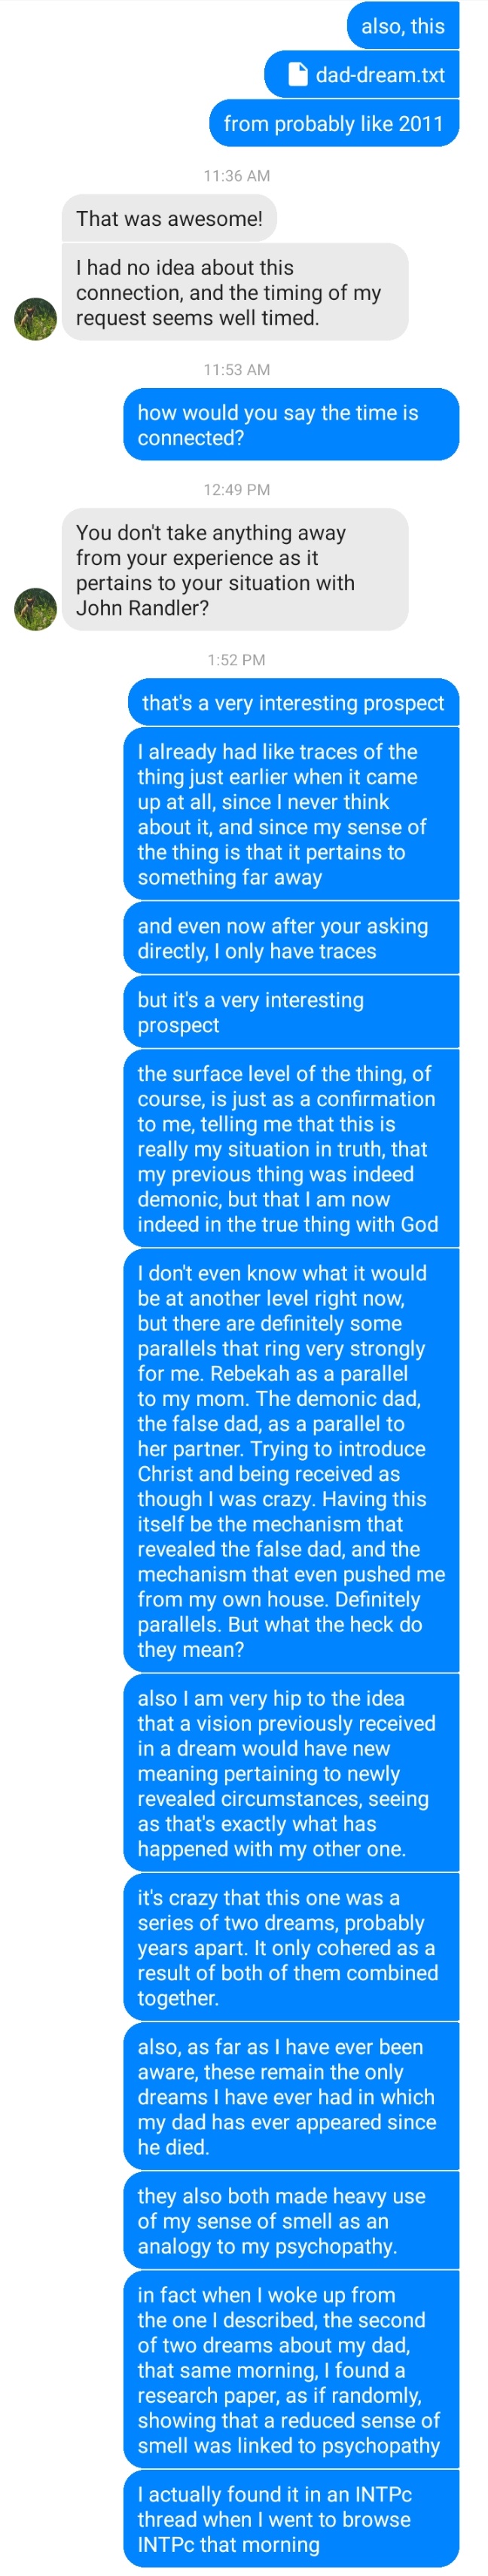 also, this
dad-dream.txt
from probably like 2011
11:36 AM
That was awesome!
I had no idea about this
connection, and the timing of my
request seems well timed.
11:53 AM
how would you say the time is
connected?
12:49 PM
You don't take anything away
from your experience as it
pertains to your situation with
John Randler?
1:52 PM
that's a very interesting prospect
I already had like traces of the
thing just earlier when it came
up at all, since I never think
about it, and since my sense of
the thing is that it pertains to
something far away
and even now after your asking
directly, I only have traces
but it's a very interesting
prospect
the surface level of the thing, of
course, is just as a confirmation
to me, telling me that this is
really my situation in truth, that
my previous thing was indeed
demonic, but that I am now
indeed in the true thing with God
I don't even know what it would
be at another level right now,
but there are definitely some
parallels that ring very strongly
for me. Rebekah as a parallel
to my mom. The demonic dad,
the false dad, as a parallel to
her partner. Trying to introduce
Christ and being received as
though I was crazy. Having this
itself be the mechanism that
revealed the false dad, and the
mechanism that even pushed me
from my own house. Definitely
parallels. But what the heck do
they mean?
also I am very hip to the idea
that a vision previously received
in a dream would have new
meaning pertaining to newly
revealed circumstances, seeing
as that's exactly what has
happened with my other one.
it's crazy that this one was a
series of two dreams, probably
years apart. It only cohered as a
result of both of them combined
together.
also, as far as I have ever been
aware, these remain the only
dreams I have ever had in which
my dad has ever appeared since
he died.
they also both made heavy use
of my sense of smell as an
analogy to my psychopathy.
in fact when I woke up from
the one I described, the second
of two dreams about my dad,
that same morning, I found a
research paper, as if randomly,
showing that a reduced sense of
smell was linked to psychopathy
I actually found it in an INTPc
thread when I went to browse
INTPc that morning